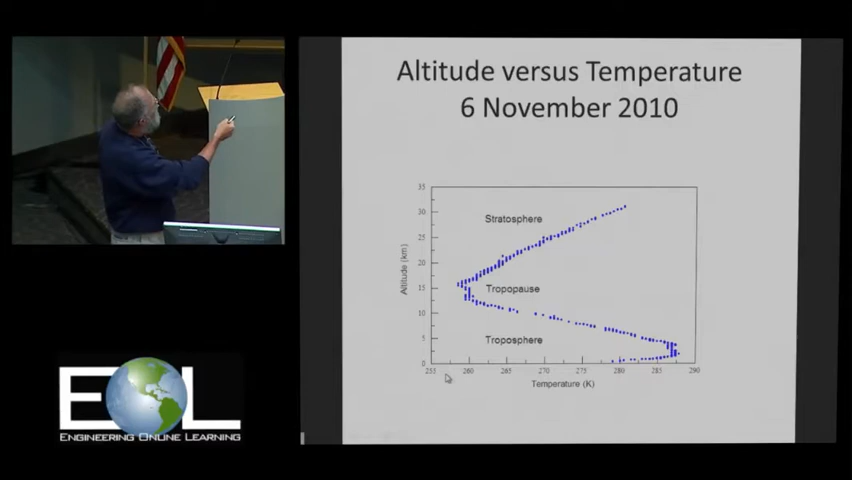 Altitude versus Temperature
6 November 2010
35
30
25
20
15
10
5
0
Altitude (km)
Stratosphere
Tropopause
Troposphere
255 260 265 270 275 280 285 290
Temperature (K)
EOL
ENGINEERING ONLINE LEARNING